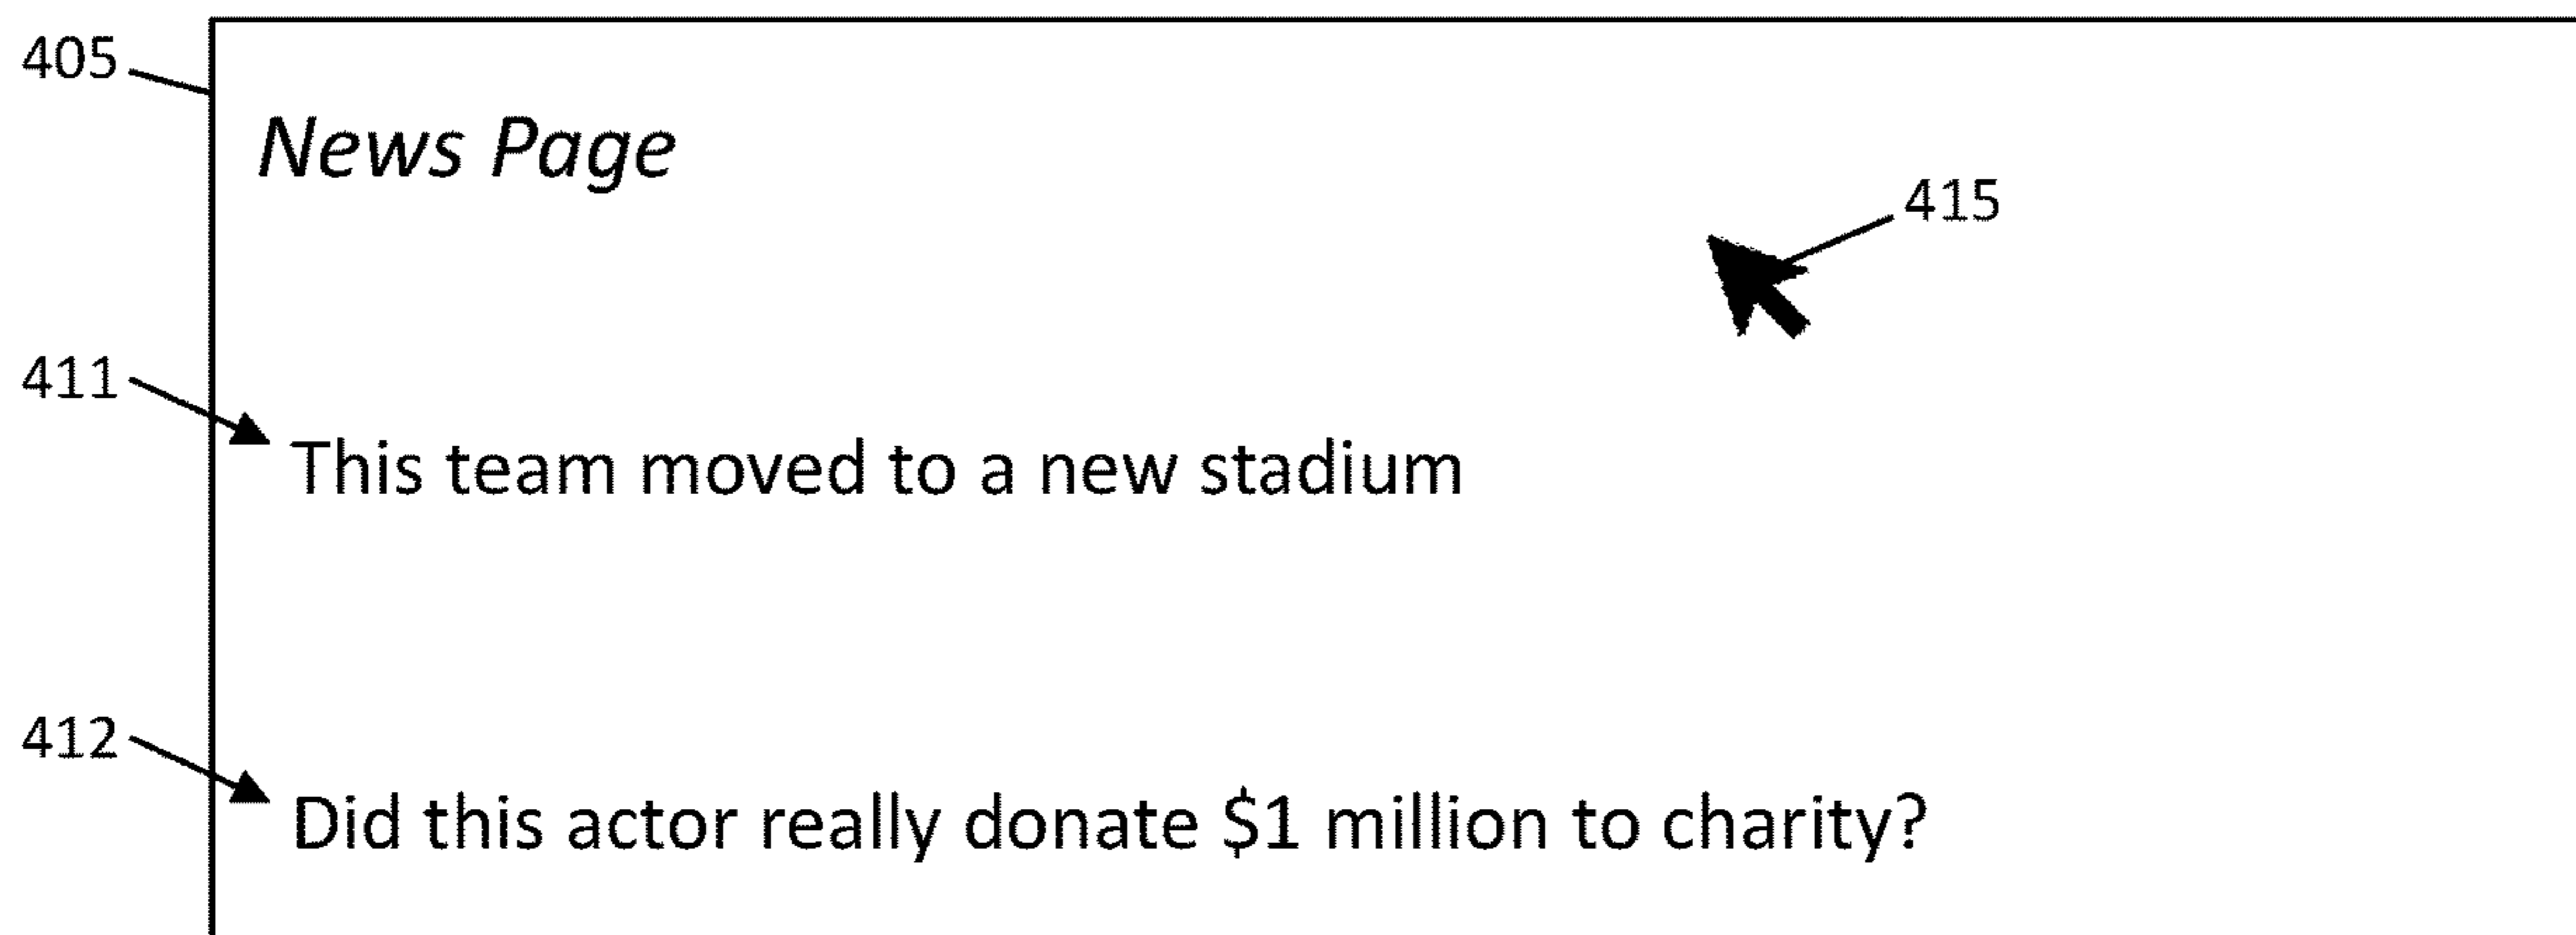 405
News Page
415
411
This team moved to a new stadium
412
Did this actor really donate $1 million to charity?